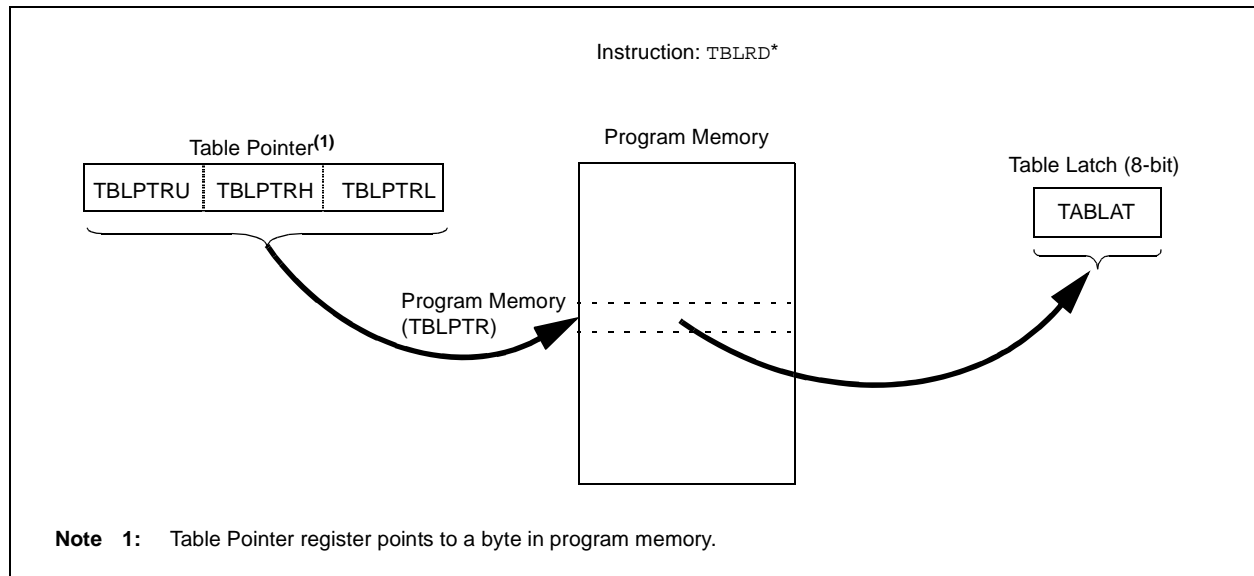 Instruction: TBLRD*
Table Pointer(1)
TBLPTRU TBLPTRH TBLPTRL
Program Memory
Table Latch (8-bit)
TABLAT
Program Memory
(TBLPTR)
Note 1: Table Pointer register points to a byte in program memory.